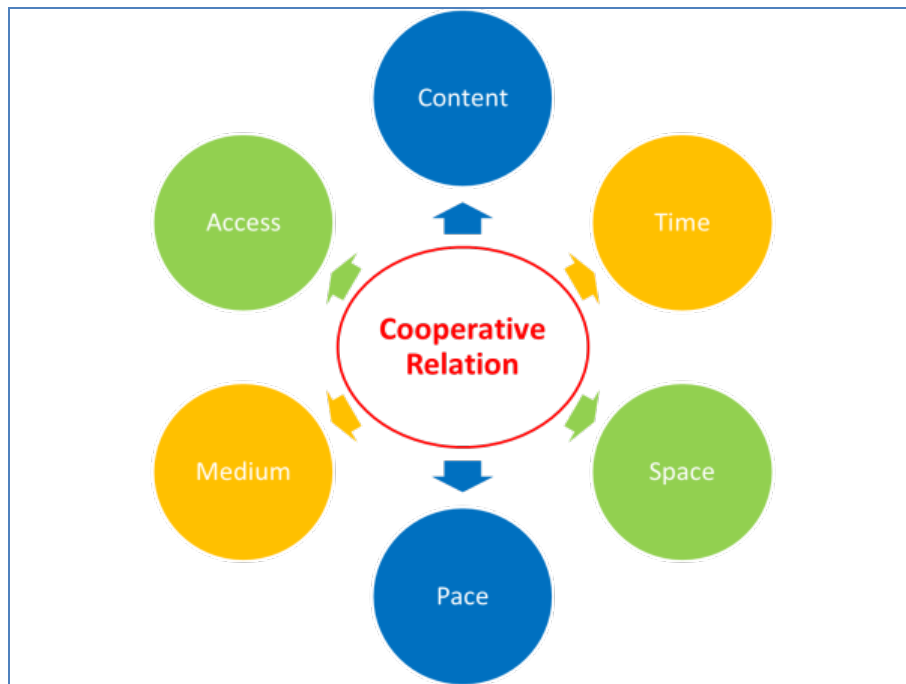 Content
Access
Time
Cooperative
Relation
Medium
Space
Pace